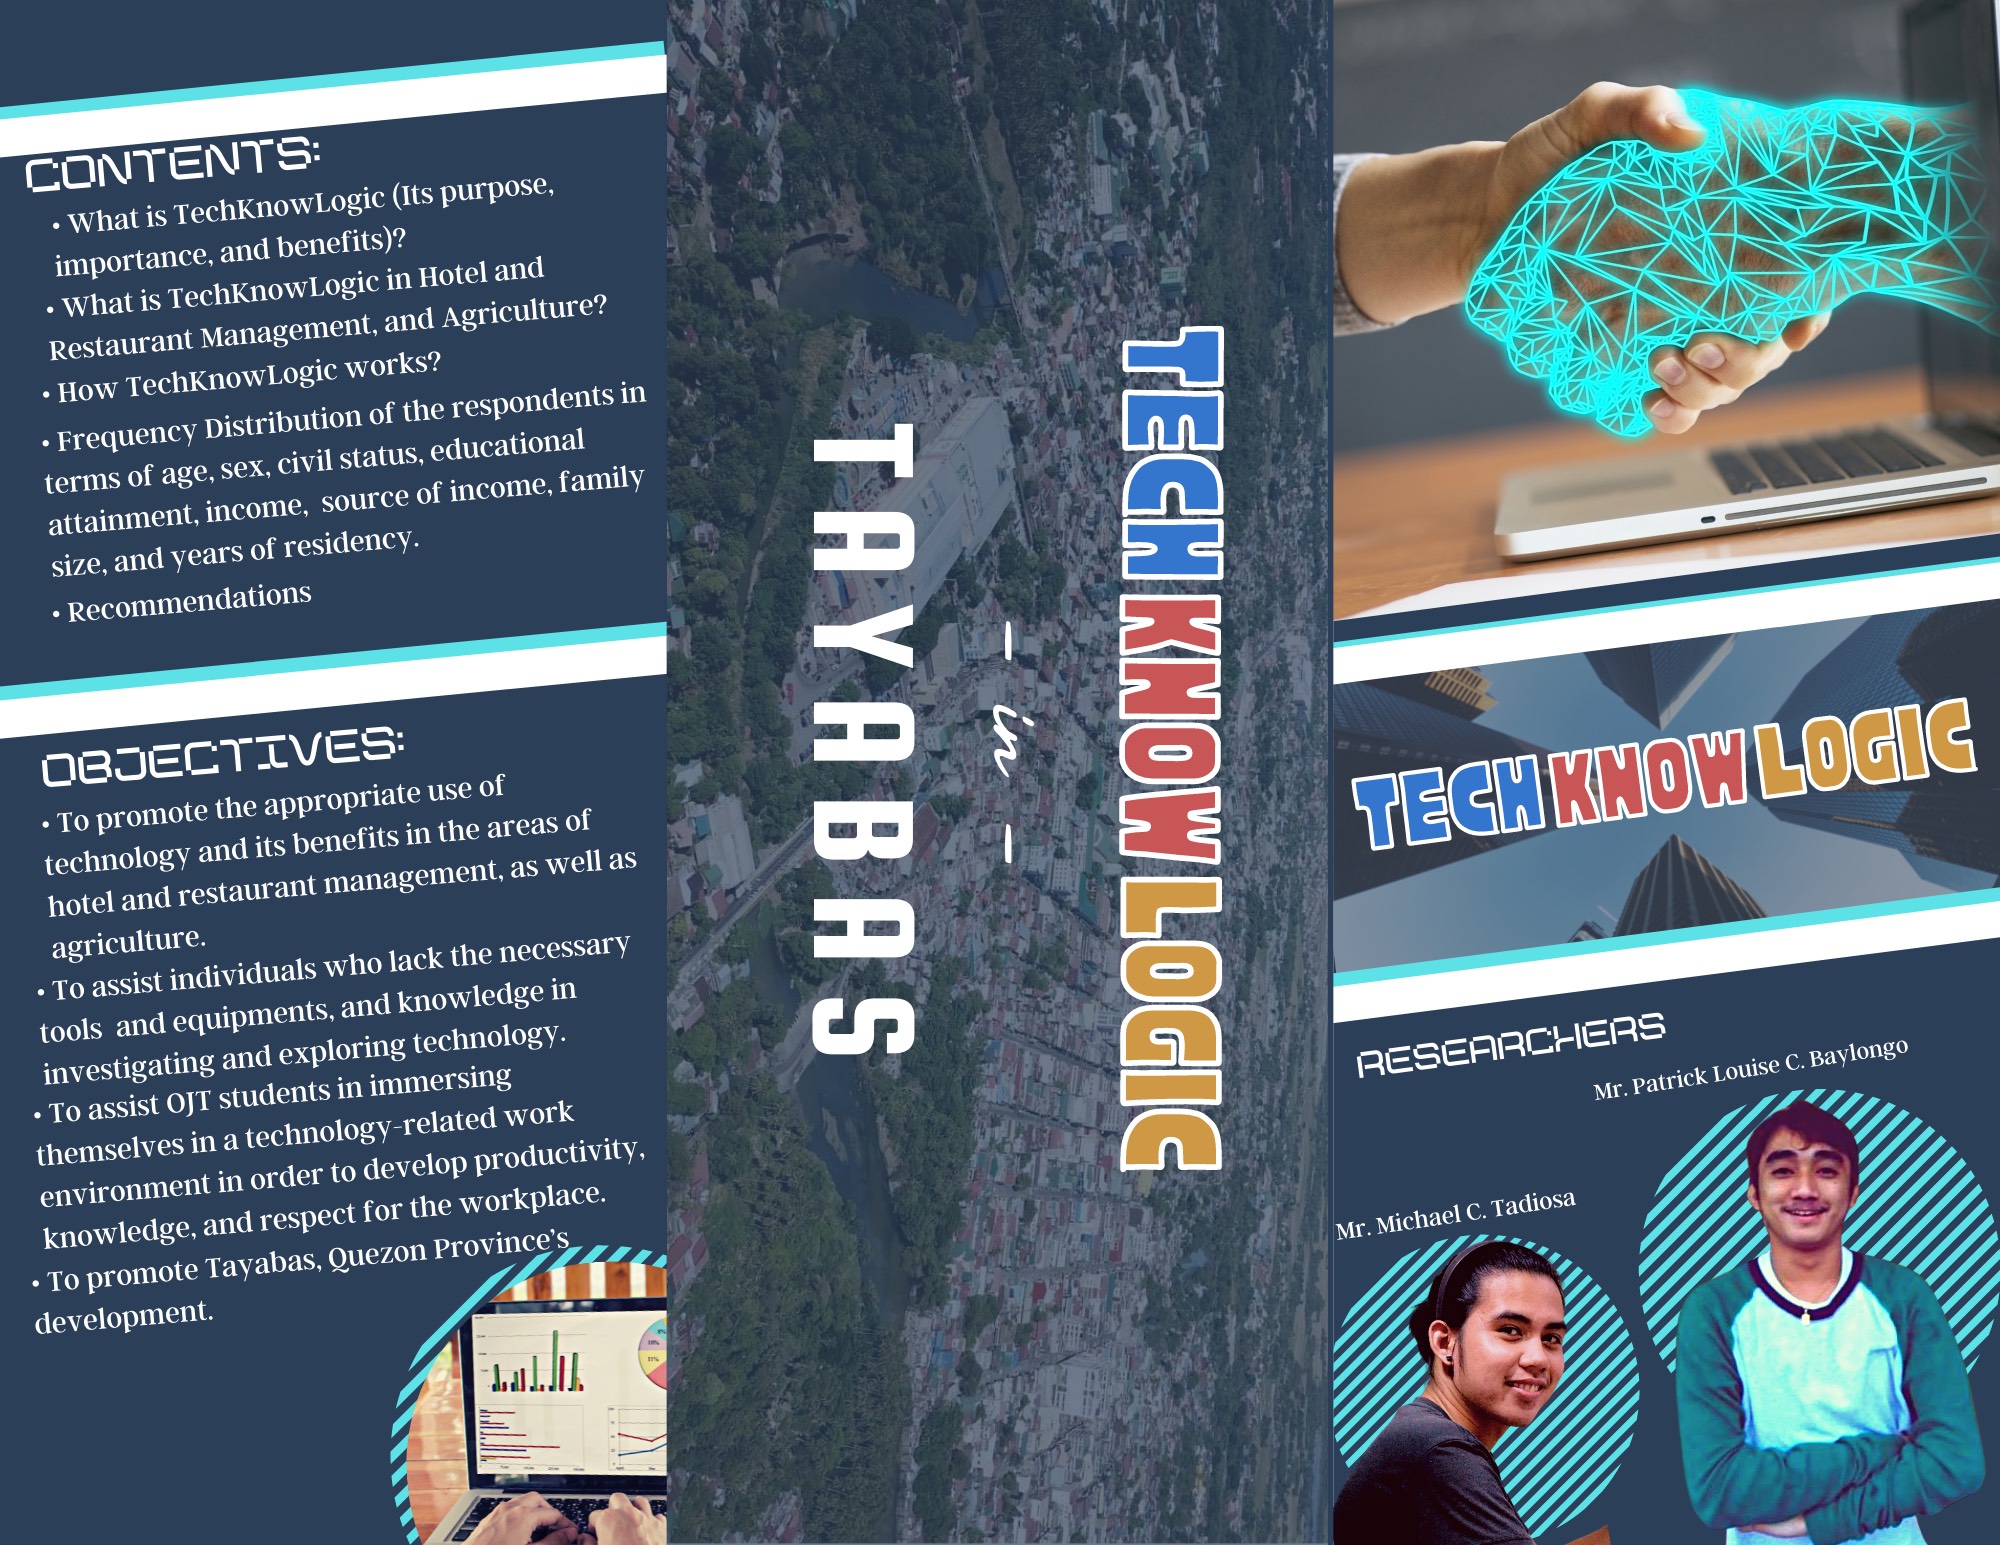 CONTENTS:
• What is TechKnowLogic (Its purpose,
importance, and benefits)?
• What is TechKnowLogic in Hotel and
Restaurant Management, and Agriculture?
• How TechKnowLogic works?
• Frequency Distribution of the respondents in
terms of age, sex, civil status, educational
attainment, income,  source of income, family
size, and years of residency.
• Recommendations
OBJECTIVES:
• To promote the appropriate use of
technology and its benefits in the areas of
hotel and restaurant management, as well as
agriculture.
• To assist individuals who lack the necessary
tools  and equipments, and knowledge in
investigating and exploring technology.
• To assist OJT students in immersing
themselves in a technology-related work
environment in order to develop productivity,
knowledge, and respect for the workplace.
• To promote Tayabas, Quezon Province's
development.
TECH KNOW LOGIC
- in -
TAYABAS
TECH KNOW LOGIC
RESEARCHERS
Mr. Patrick Louise C. Baylongo
Mr. Michael C. Tadiosa